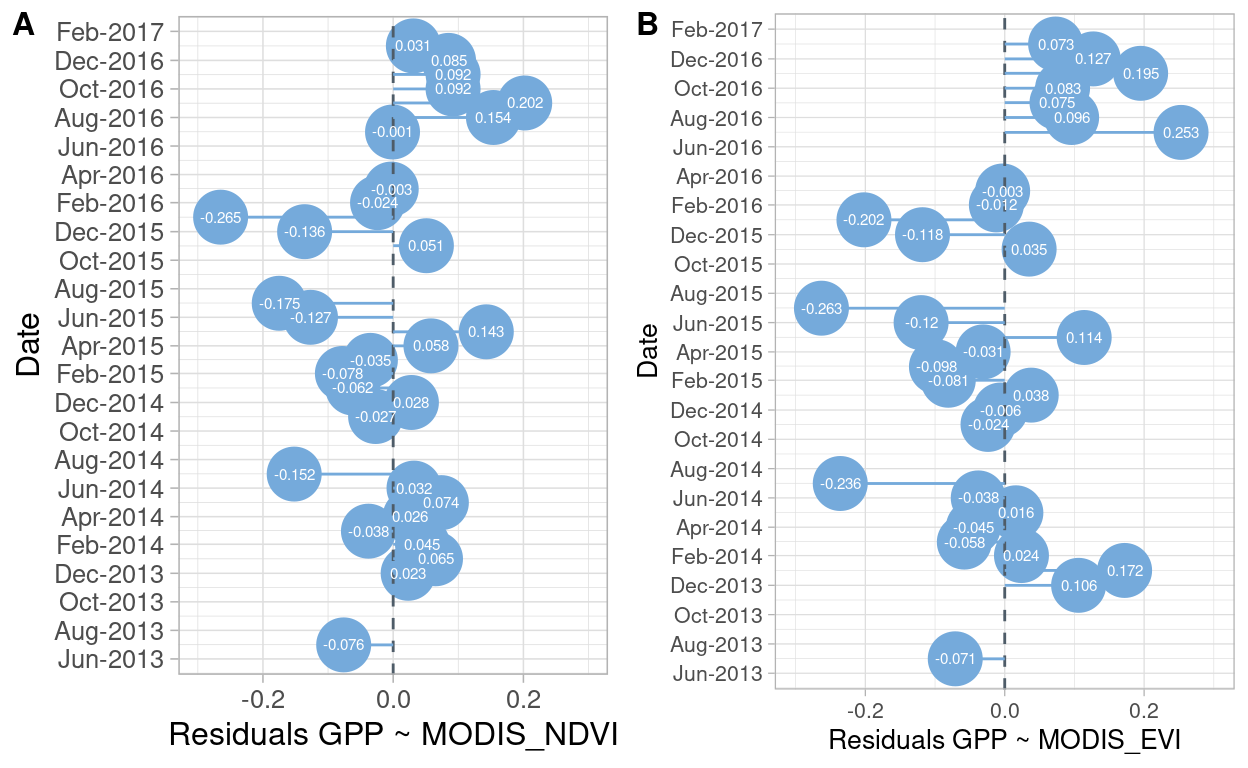 A
Date
Feb-2017
Dec-2016
Oct-2016
Aug-2016
Jun-2016
Apr-2016
Feb-2016
Dec-2015
Oct-2015
Aug-2015
Jun-2015
Apr-2015
Feb-2015
Dec-2014
Oct-2014
Aug-2014
Jun-2014
Apr-2014
Feb-2014
Dec-2013
Oct-2013
Aug-2013
Jun-2013
0.031
0.085
0.092
0.092
0.202
0.154
-0.001
-0.003
-0.024
-0.265
-0.136
0.051
-0.175
-0.127
0.143
0.058
-0.035
-0.078
-0.062
0.028
-0.027
-0.152
0.032
0.074
0.026
-0.038
0.045
0.065
0.023
-0.076
-0.2 0.0 0.2
Residuals GPP ~ MODIS_NDVI
B
Date
Feb-2017
Dec-2016
Oct-2016
Aug-2016
Jun-2016
Apr-2016
Feb-2016
Dec-2015
Oct-2015
Aug-2015
Jun-2015
Apr-2015
Feb-2015
Dec-2014
Oct-2014
Aug-2014
Jun-2014
Apr-2014
Feb-2014
Dec-2013
Oct-2013
Aug-2013
Jun-2013
0.073
0.127
0.195
0.083
0.075
0.096
0.253
-0.003
-0.012
-0.202
-0.118
0.035
-0.263
-0.12
0.114
-0.031
-0.098
-0.081
0.038
-0.006
-0.024
-0.236
-0.038
0.016
-0.045
-0.058
0.024
0.172
0.106
-0.071
-0.2 0.0 0.2
Residuals GPP ~ MODIS_EVI